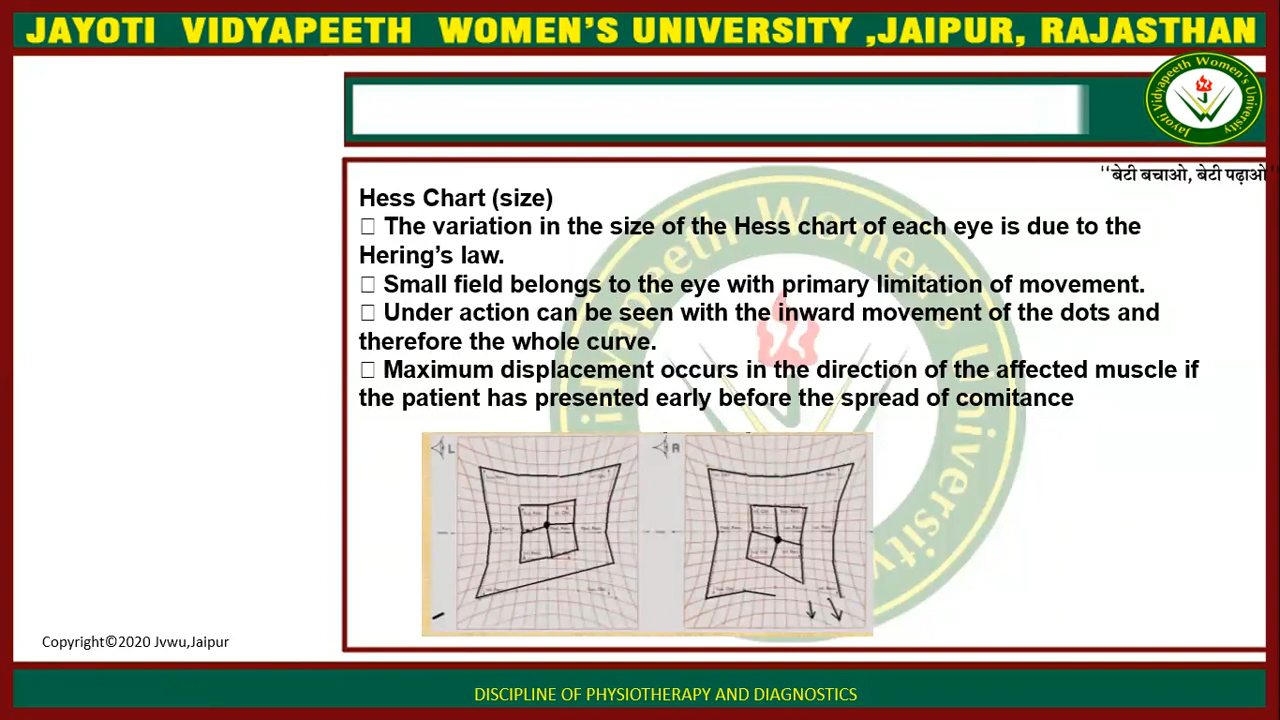 JAYOTI VIDYAPEETH WOMEN'S UNIVERSITY ,JAIPUR, RAJASTHAN
Jayoti Vidyapeeth Women's University
"बेटी बचाओ, बेटी पढ़ाओ"
Hess Chart (size)
□ The variation in the size of the Hess chart of each eye is due to the
Hering's law.
□ Small field belongs to the eye with primary limitation of movement.
□ Under action can be seen with the inward movement of the dots and
therefore the whole curve.
□ Maximum displacement occurs in the direction of the affected muscle if
the patient has presented early before the spread of comitance
L
R
Copyright©2020 Jvwu,Jaipur
DISCIPLINE OF PHYSIOTHERAPY AND DIAGNOSTICS